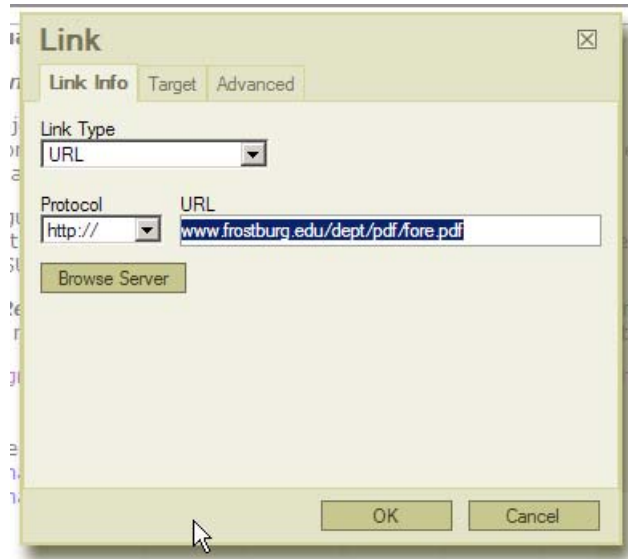 Link
Link Info Target Advanced
Link Type
URL
Protocol URL
http:// www.frostburg.edu/dept/pdf/fore.pdf
Browse Server
OK Cancel